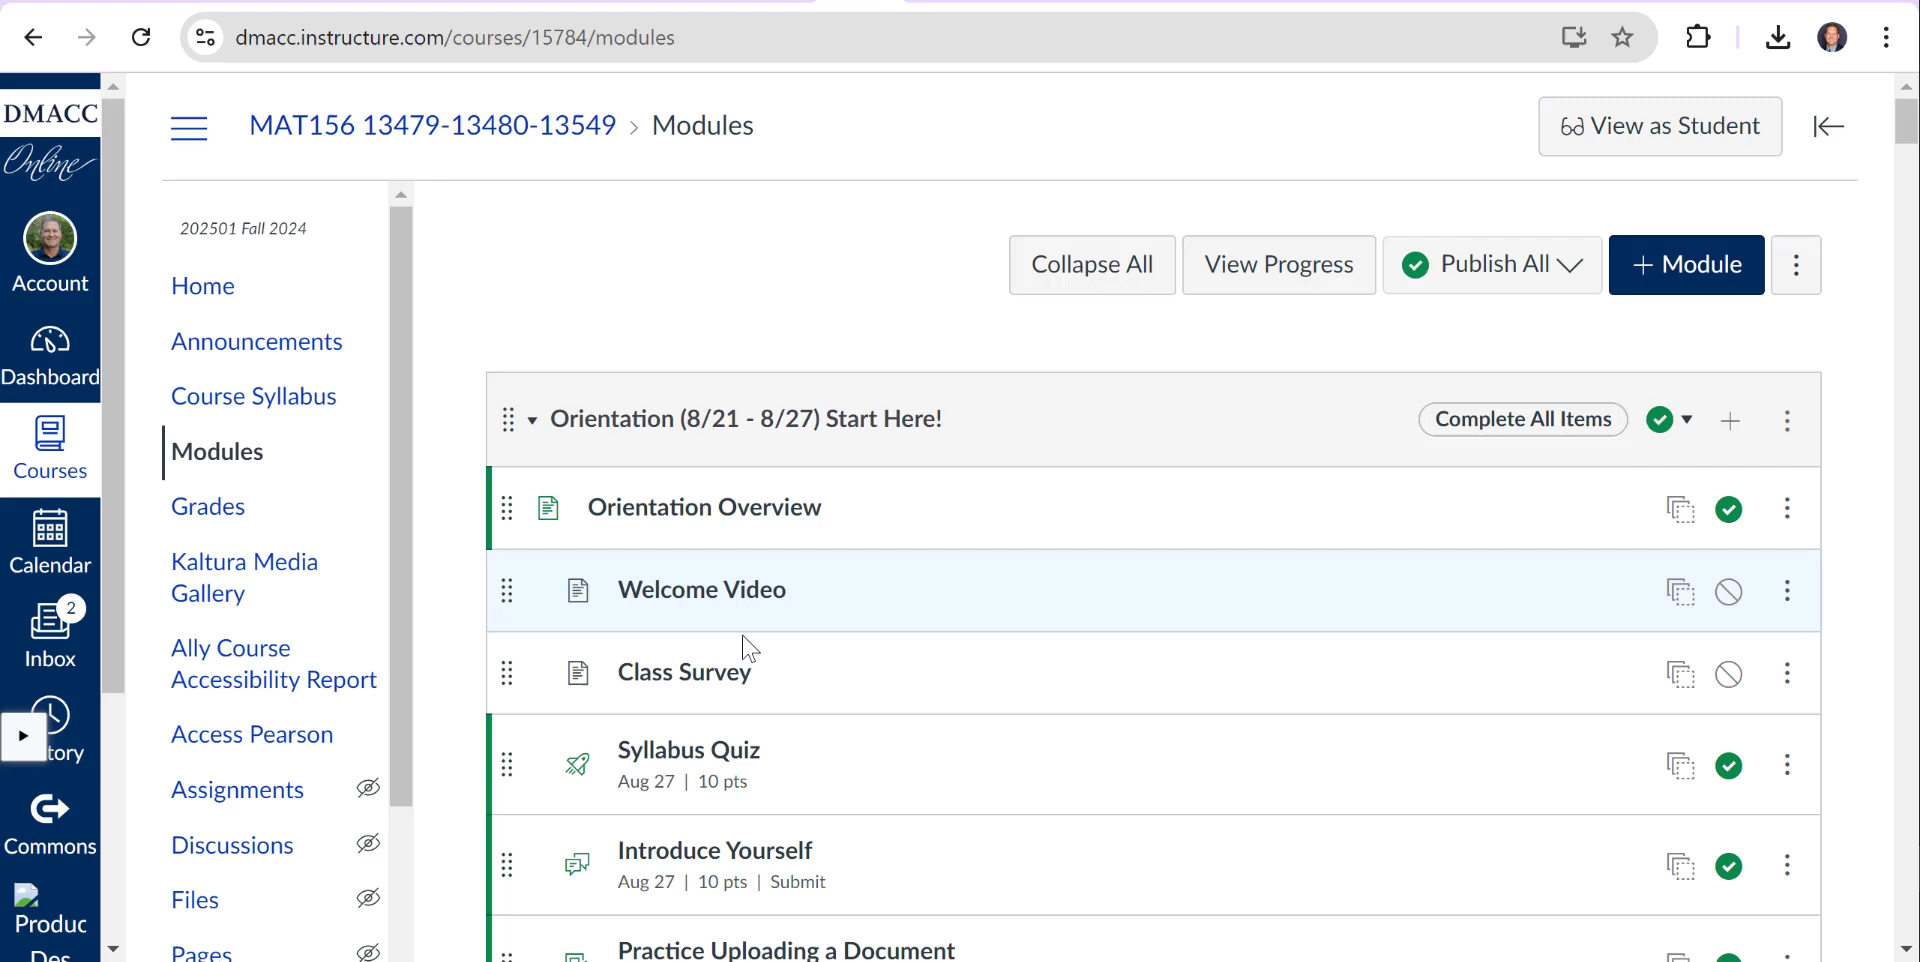 dmacc.instructure.com/courses/15784/modules
DMACC
Online
Account
Dashboard
Courses
Calendar
2
Inbox
tory
Commons
Produc
Des
MAT156 13479-13480-13549 > Modules
View as Student
202501 Fall 2024
Home
Announcements
Course Syllabus
Modules
Grades
Kaltura Media
Gallery
Ally Course
Accessibility Report
Access Pearson
Assignments
Discussions
Files
Pages
Collapse All
View Progress
Publish All
+ Module
Orientation (8/21 - 8/27) Start Here!
Complete All Items
Orientation Overview
Welcome Video
Class Survey
Syllabus Quiz
Aug 27 | 10 pts
Introduce Yourself
Aug 27 | 10 pts | Submit
Practice Uploading a Document